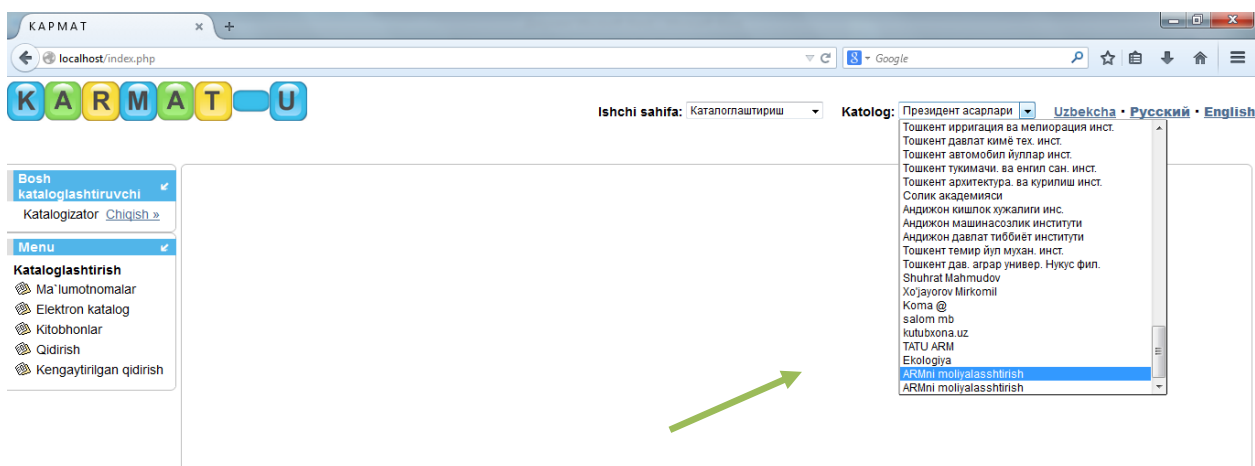 КАРМАТ
localhost/index.php
Google
KARMAT-U
Ishchi sahifa: Каталоглаштириш Katolog: Президент асарлари Uzbekcha • Русский • English
Тошкент ирригация ва мелиорация инст.
Тошкент давлат кимё тех. инст.
Тошкент автомобил йуллар инст.
Тошкент тукимачи. ва енгил сан. инст.
Тошкент архитектура. ва курилиш инст.
Солик академияси
Андижон кишлок хужалиги инс.
Андижон машинасозлик институти
Андижон давлат тиббиёт институти
Тошкент темир йул мухан. инст.
Тошкент дав. аграр универ. Нукус фил.
Shuhrat Mahmudov
Xo'jayorov Mirkomil
Koma @
salom mb
kutubxona.uz
TATU ARM
Ekologiya
ARMni moliyalasshtirish
ARMni moliyalasshtirish
Bosh
kataloglashtiruvchi
Katalogizator Chiqish »
Menu
Kataloglashtirish
Ma`lumotnomalar
Elektron katalog
Kitobhonlar
Qidirish
Kengaytirilgan qidirish